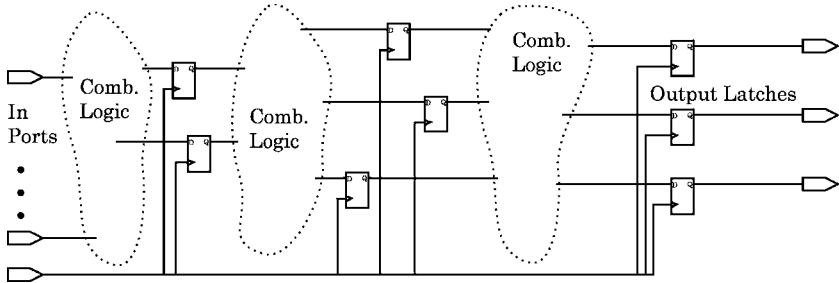 Comb.
Logic
Comb.
Logic
Comb.
Logic
In
Ports
Output Latches
D Q
D Q
D Q
D Q
D Q
D Q
D Q
D Q